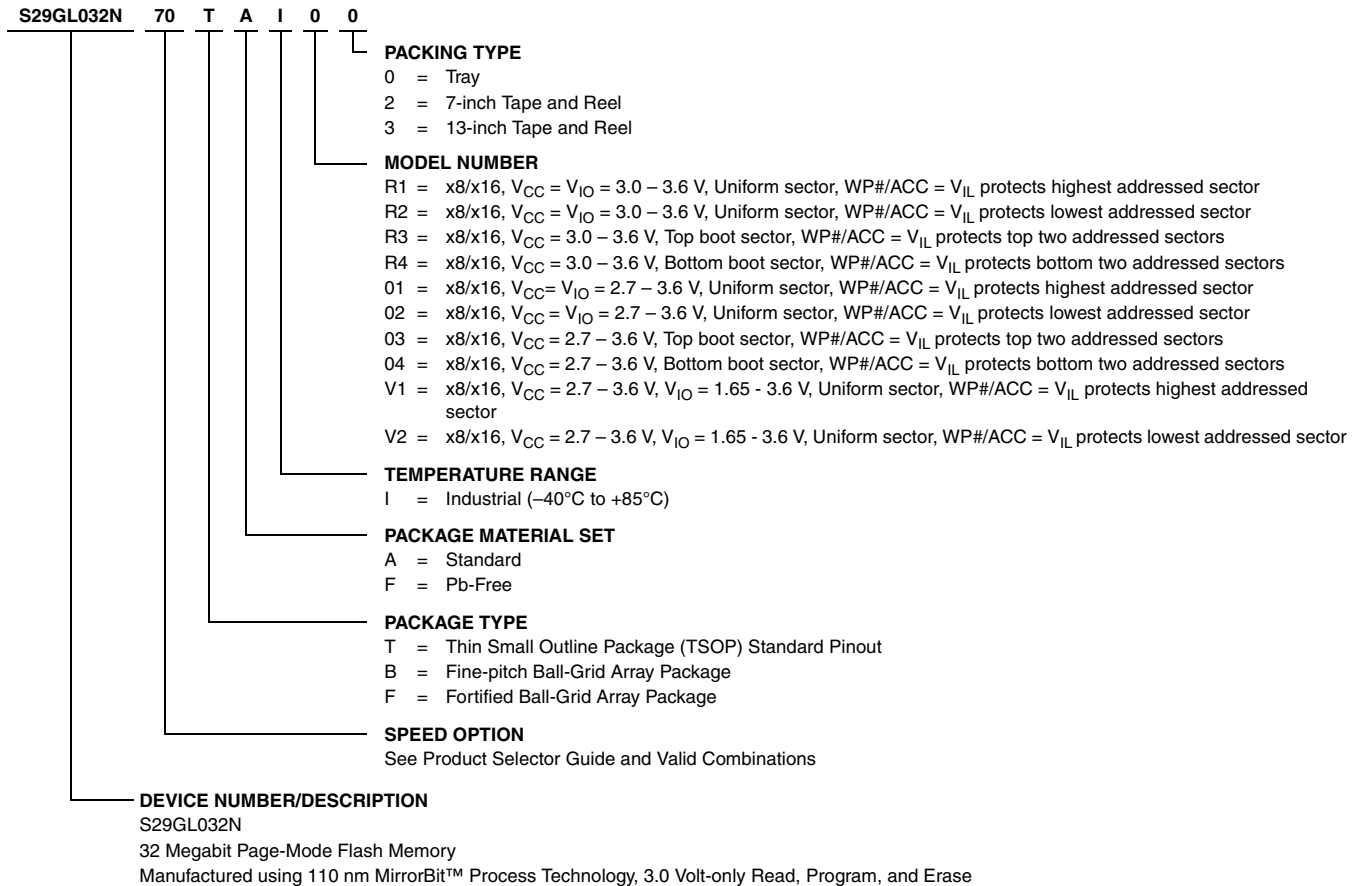 S29GL032N 70 T A I 0 0
PACKING TYPE
0 = Tray
2 = 7-inch Tape and Reel
3 = 13-inch Tape and Reel
MODEL NUMBER
R1 = x8/x16, VCC = VIO = 3.0 – 3.6 V, Uniform sector, WP#/ACC = VIL protects highest addressed sector
R2 = x8/x16, VCC = VIO = 3.0 – 3.6 V, Uniform sector, WP#/ACC = VIL protects lowest addressed sector
R3 = x8/x16, VCC = 3.0 – 3.6 V, Top boot sector, WP#/ACC = VIL protects top two addressed sectors
R4 = x8/x16, VCC = 3.0 – 3.6 V, Bottom boot sector, WP#/ACC = VIL protects bottom two addressed sectors
01 = x8/x16, VCC= VIO = 2.7 – 3.6 V, Uniform sector, WP#/ACC = VIL protects highest addressed sector
02 = x8/x16, VCC = VIO = 2.7 – 3.6 V, Uniform sector, WP#/ACC = VIL protects lowest addressed sector
03 = x8/x16, VCC = 2.7 – 3.6 V, Top boot sector, WP#/ACC = VIL protects top two addressed sectors
04 = x8/x16, VCC = 2.7 – 3.6 V, Bottom boot sector, WP#/ACC = VIL protects bottom two addressed sectors
V1 = x8/x16, VCC = 2.7 – 3.6 V, VIO = 1.65 - 3.6 V, Uniform sector, WP#/ACC = VIL protects highest addressed
sector
V2 = x8/x16, VCC = 2.7 – 3.6 V, VIO = 1.65 - 3.6 V, Uniform sector, WP#/ACC = VIL protects lowest addressed sector
TEMPERATURE RANGE
I = Industrial (–40°C to +85°C)
PACKAGE MATERIAL SET
A = Standard
F = Pb-Free
PACKAGE TYPE
T = Thin Small Outline Package (TSOP) Standard Pinout
B = Fine-pitch Ball-Grid Array Package
F = Fortified Ball-Grid Array Package
SPEED OPTION
See Product Selector Guide and Valid Combinations
DEVICE NUMBER/DESCRIPTION
S29GL032N
32 Megabit Page-Mode Flash Memory
Manufactured using 110 nm MirrorBit™ Process Technology, 3.0 Volt-only Read, Program, and Erase